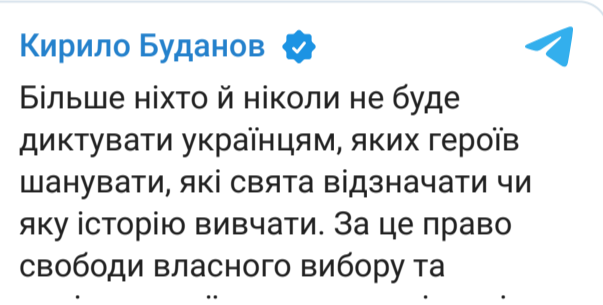 Кирило Буданов
Більше ніхто й ніколи не буде
диктувати українцям, яких героїв
шанувати, які свята відзначати чи
яку історію вивчати. За це право
свободи власного вибору та